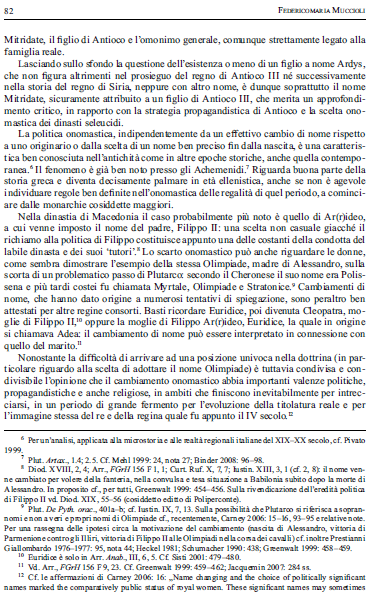 82 FEDERICOMARIA MUCCIOLI
Mitridate, il figlio di Antioco e l'omonimo generale, comunque strettamente legato alla
famiglia reale.
Lasciando sullo sfondo la questione dell'esistenza o meno di un figlio a nome Ardys,
che non figura altrimenti nel prosieguo del regno di Antioco III né successivamente
nella storia del regno di Siria, neppure con altro nome, è dunque soprattutto il nome
Mitridate, sicuramente attribuito a un figlio di Antioco III, che merita un approfondi-
mento critico, in rapporto con la strategia propagandistica di Antioco e la scelta ono-
mastica dei dinasti seleucidi.
La politica onomastica, indipendentemente da un effettivo cambio di nome rispetto
a uno originario o dalla scelta di un nome ben preciso fin dalla nascita, è una caratteris-
tica ben conosciuta nell'antichità come in altre epoche storiche, anche quella contempo-
ranea.⁶ Il fenomeno è già ben noto presso gli Achemenidi.⁷ Riguarda buona parte della
storia greca e diventa decisamente palmare in età ellenistica, anche se non è agevole
individuare regole ben definite nell'onomastica delle regalità di quel periodo, a cominci-
are dalle monarchie cosiddette maggiori.
Nella dinastia di Macedonia il caso probabilmente più noto è quello di Ar(r)ideo,
a cui venne imposto il nome del padre, Filippo II: una scelta non casuale giacché il
richiamo alla politica di Filippo costituisce appunto una delle costanti della condotta del
labile dinasta e dei suoi 'tutori'.⁸ Lo scarto onomastico può anche riguardare le donne,
come sembra dimostrare l'esempio della stessa Olimpiade, madre di Alessandro, sulla
scorta di un problematico passo di Plutarco: secondo il Cheronese il suo nome era Polis-
sena e più tardi costei fu chiamata Myrtale, Olimpiade e Stratonice.⁹ Cambiamenti di
nome, che hanno dato origine a numerosi tentativi di spiegazione, sono peraltro ben
attestati per altre regine consorti. Basti ricordare Euridice, poi divenuta Cleopatra, mo-
glie di Filippo II,¹⁰ oppure la moglie di Filippo Ar(r)ideo, Euridice, la quale in origine
si chiamava Adea: il cambiamento di nome può essere interpretato in connessione con
quello del marito.¹¹
Nonostante la difficoltà di arrivare ad una posizione univoca nella dottrina (in par-
ticolare riguardo alla scelta di adottare il nome Olimpiade) è tuttavia condivisa e con-
divisibile l'opinione che il cambiamento onomastico abbia importanti valenze politiche,
propagandistiche e anche religiose, in ambiti che finiscono inevitabilmente per intrec-
ciarsi, in un periodo di grande fermento per l'evoluzione della titolatura reale e per
l'immagine stessa del re e della regina quale fu appunto il IV secolo.¹²
⁶ Per un'analisi, applicata alla microstoria e alle realtà regionali italiane del XIX–XX secolo, cf. Pivato
1999.
⁷ Plut. Artax., 1.4; 2.5. Cf. Mehl 1999: 24, nota 27; Binder 2008: 96–98.
⁸ Diod. XVIII, 2, 4; Arr., FGrH 156 F 1, 1; Curt. Ruf. X, 7, 7; Iustin. XIII, 3, 1 (cf. 2, 8): il nome ven-
ne cambiato per volere della fanteria, nella convulsa e tesa situazione a Babilonia subito dopo la morte di
Alessandro. In proposito cf., per tutti, Greenwalt 1999: 454–456. Sulla rivendicazione dell'eredità politica
di Filippo II vd. Diod. XIX, 55–56 (cosiddetto editto di Poliperconte).
⁹ Plut. De Pyth. orac., 401a–b; cf. Iustin. IX, 7, 13. Sulla possibilità che Plutarco si riferisca a sopran-
nomi e non a veri e propri nomi di Olimpiade cf., recentemente, Carney 2006: 15–16, 93–95 e relative note.
Per una rassegna delle ipotesi circa la motivazione del cambiamento (nascita di Alessandro, vittoria di
Parmenione contro gli Illiri, vittoria di Filippo II ad Olimpia nella corsa dei cavalli) cf. inoltre Prestianni
Giallombardo 1976–1977: 95, nota 44; Heckel 1981; Schumacher 1990: 438; Greenwalt 1999: 458–459.
¹⁰ Euridice è solo in Arr. Anab., III, 6, 5. Cf. Sisti 2001: 479–480.
¹¹ Vd. Arr., FGrH 156 F 9, 23. Cf. Greenwalt 1999: 459–462; Jacquemin 2007: 284 ss.
¹² Cf. le affermazioni di Carney 2006: 16: „Name changing and the choice of politically significant
names marked the comparatively public status of royal women. These significant names may sometimes